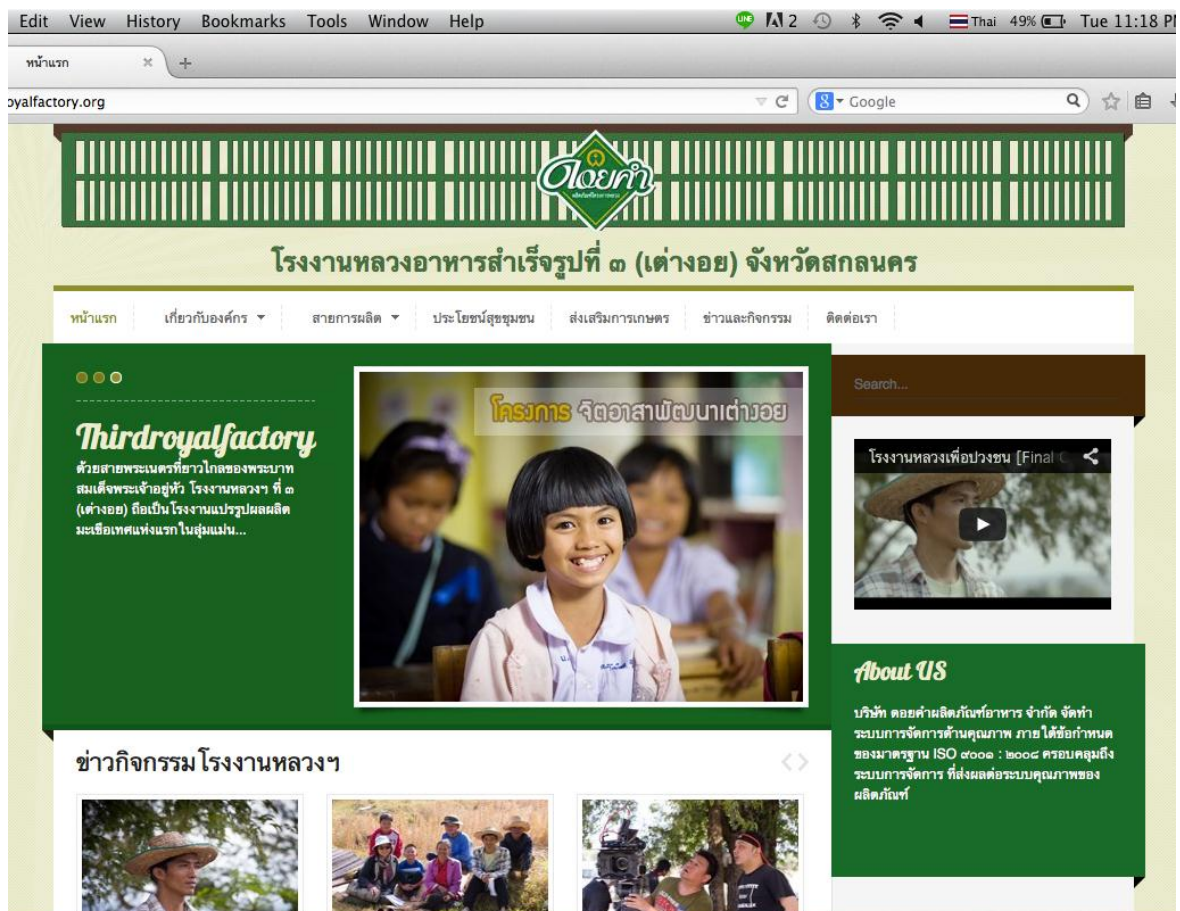 Edit View History Bookmarks Tools Window Help
LINE 2 Thai 49% Tue 11:18 PM
หน้าแรก
oyalfactory.org
Google
ดอยคำ
โรงงานหลวงอาหารสำเร็จรูปที่ ๓ (เต่างอย) จังหวัดสกลนคร
หน้าแรก เกี่ยวกับองค์กร สายการผลิต ประโยชน์สุขชุมชน ส่งเสริมการเกษตร ข่าวและกิจกรรม ติดต่อเรา
Thirdroyalfactory
ด้วยสายพระเนตรที่ยาวไกลของพระบาท
สมเด็จพระเจ้าอยู่หัว โรงงานหลวงฯ ที่ ๓
(เต่างอย) ถือเป็นโรงงานแปรรูปผลผลิต
มะเขือเทศแห่งแรกในลุ่มแม่น...
โครงการ จิตอาสาพัฒนาเต่างอย
Search...
โรงงานหลวงเพื่อปวงชน [Final C
About US
บริษัท ดอยคำผลิตภัณฑ์อาหาร จำกัด จัดทำ
ระบบการจัดการด้านคุณภาพ ภายใต้ข้อกำหนด
ของมาตรฐาน ISO ๙๐๐๑ : ๒๐๐๘ ครอบคลุมถึง
ระบบการจัดการ ที่ส่งผลต่อระบบคุณภาพของ
ผลิตภัณฑ์
ข่าวกิจกรรมโรงงานหลวงฯ